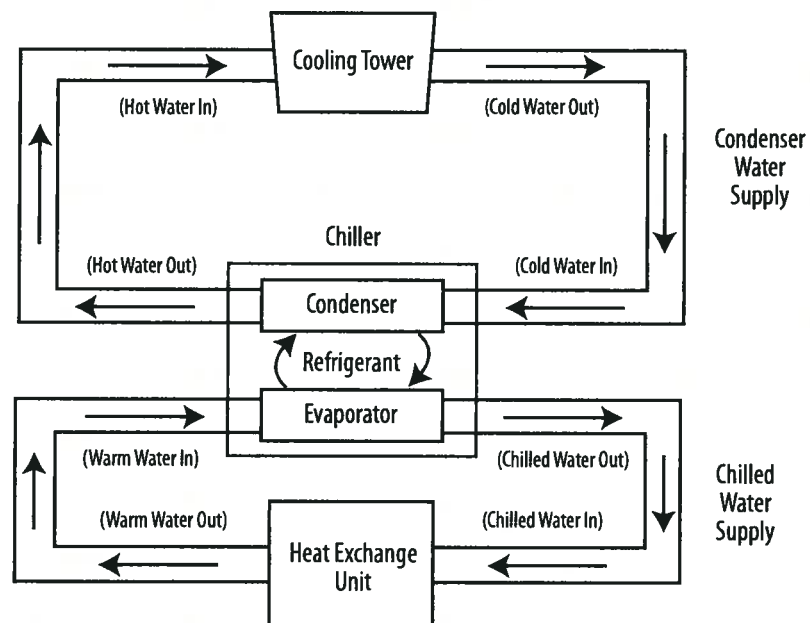 Cooling Tower
(Hot Water In)
(Cold Water Out)
Condenser
Water
Supply
Chiller
(Hot Water Out)
(Cold Water In)
Condenser
Refrigerant
Evaporator
(Warm Water In)
(Chilled Water Out)
Chilled
Water
Supply
(Warm Water Out)
(Chilled Water In)
Heat Exchange
Unit